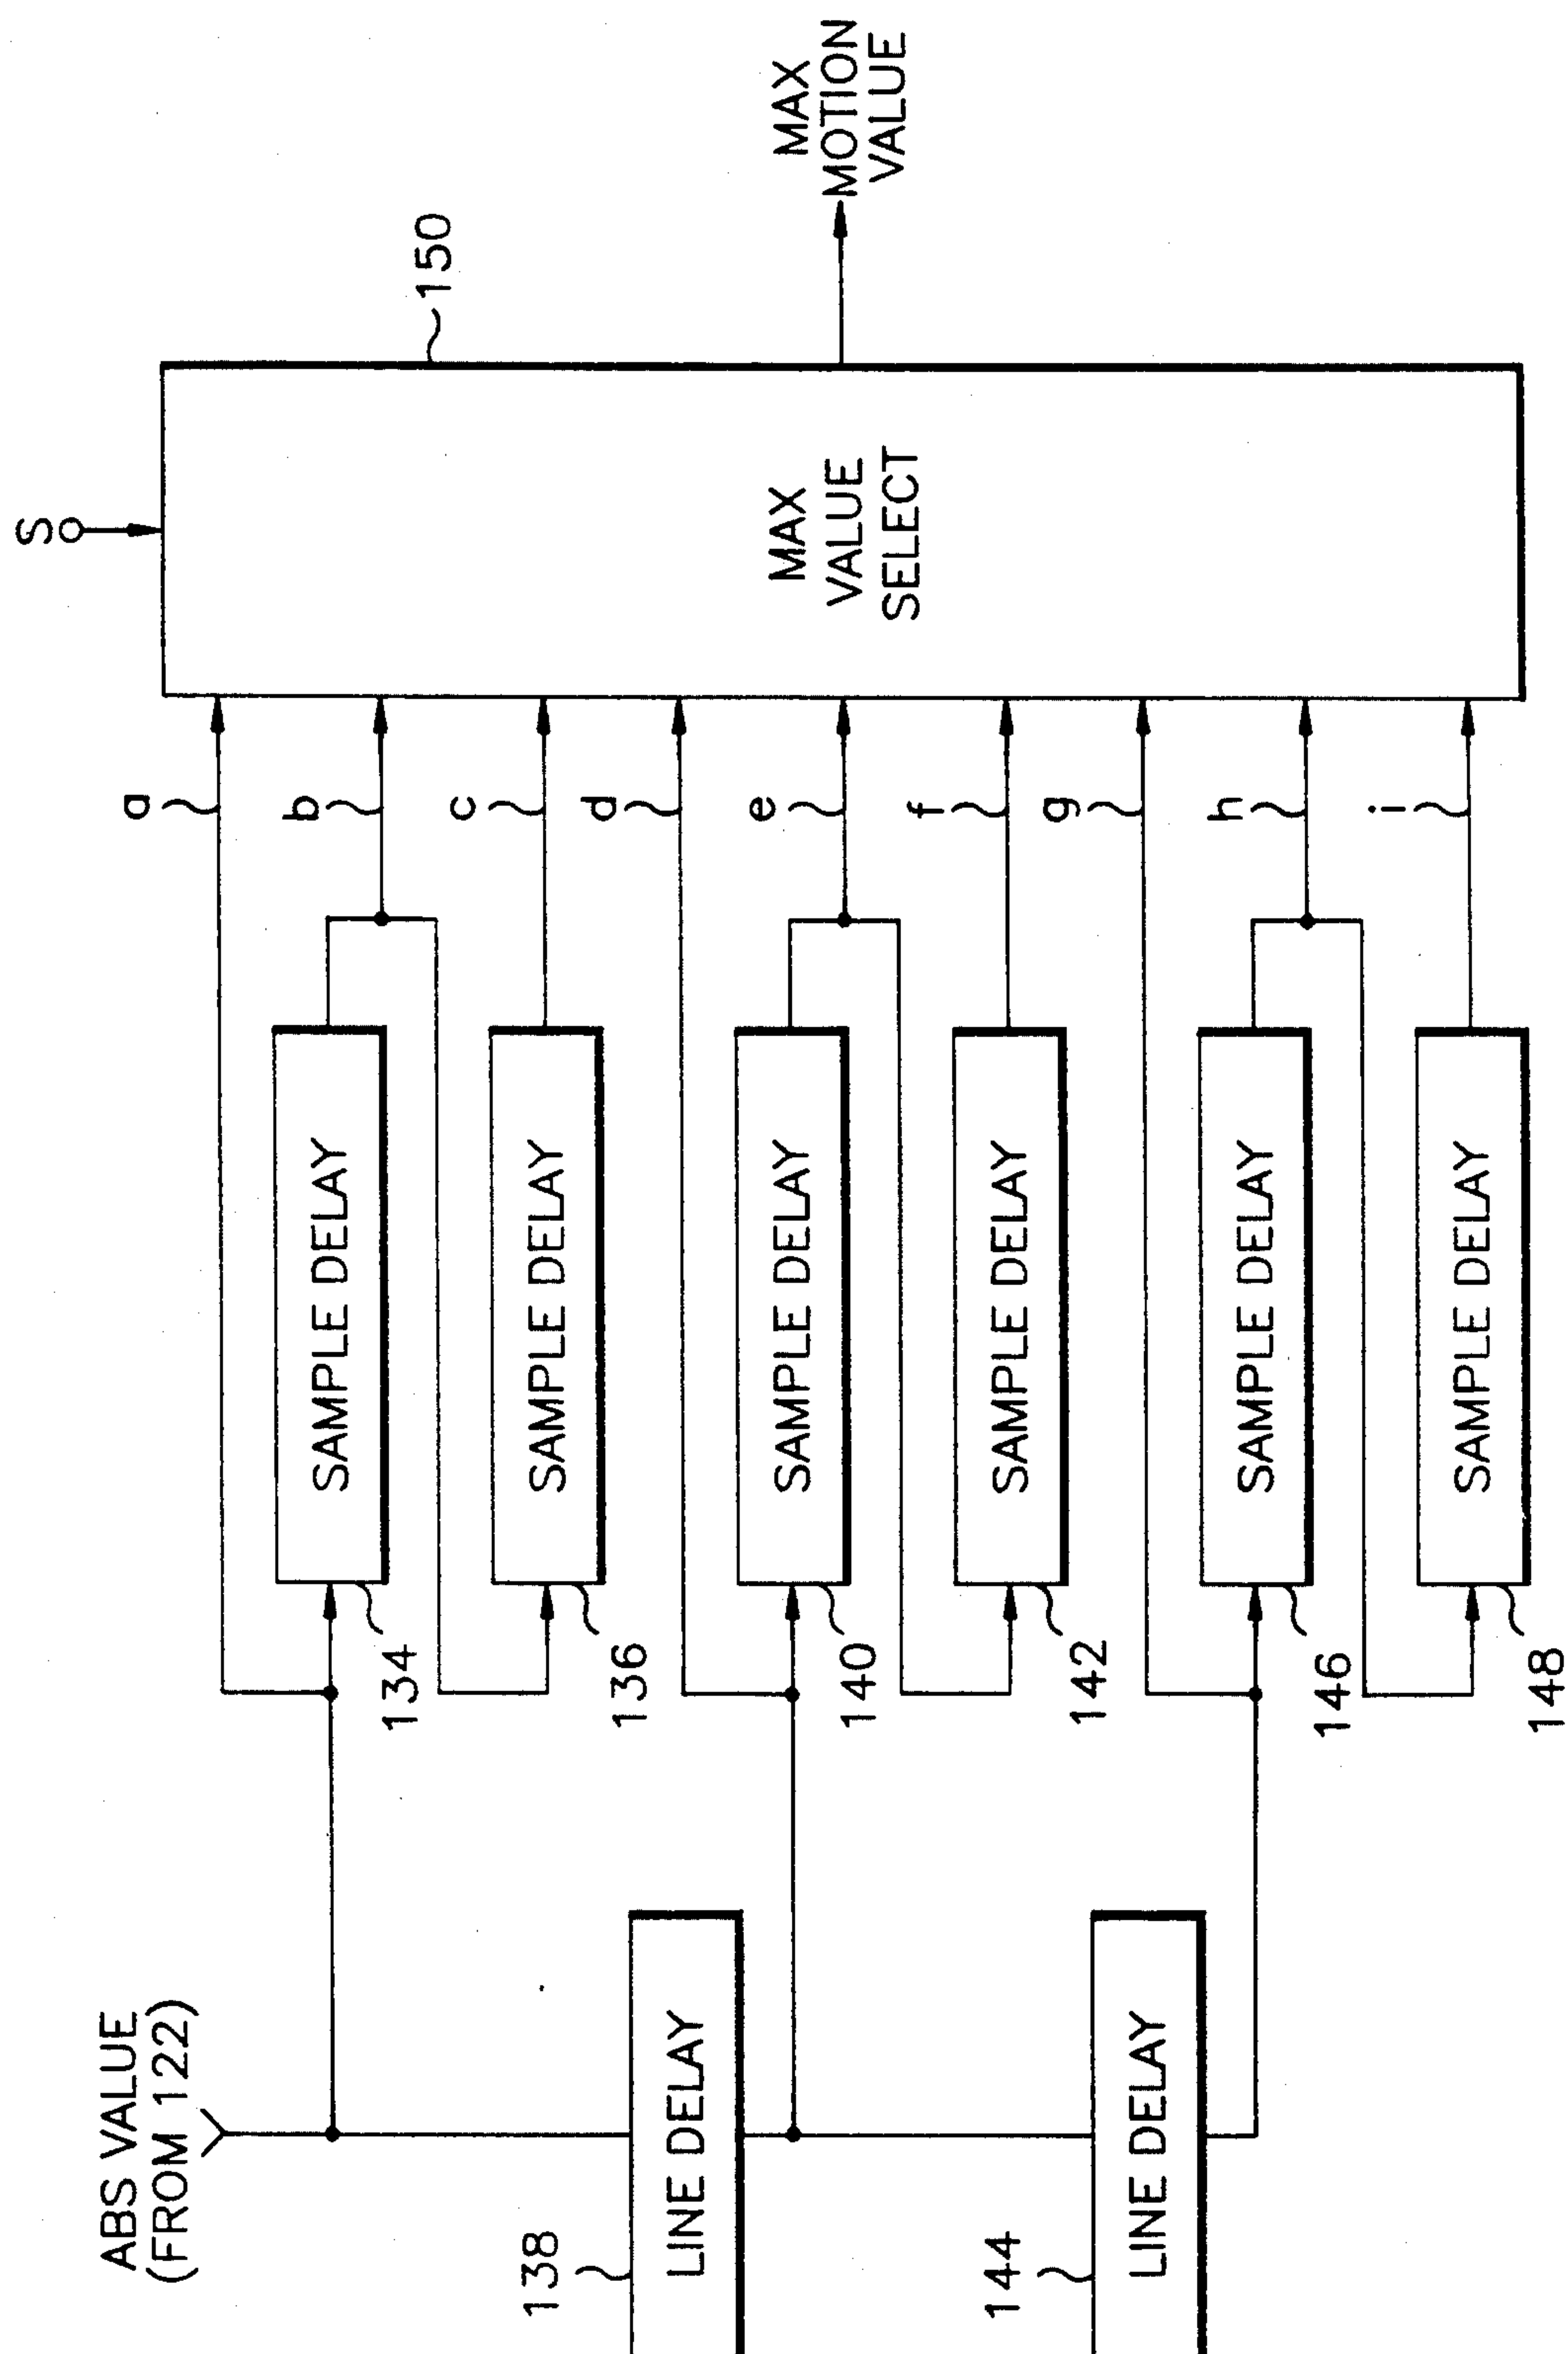 ABS VALUE
(FROM 122)
138
LINE DELAY
144
LINE DELAY
134
SAMPLE DELAY
136
SAMPLE DELAY
140
SAMPLE DELAY
142
SAMPLE DELAY
146
SAMPLE DELAY
148
SAMPLE DELAY
a
b
c
d
e
f
g
h
i
S
150
MAX
VALUE
SELECT
MAX
MOTION
VALUE